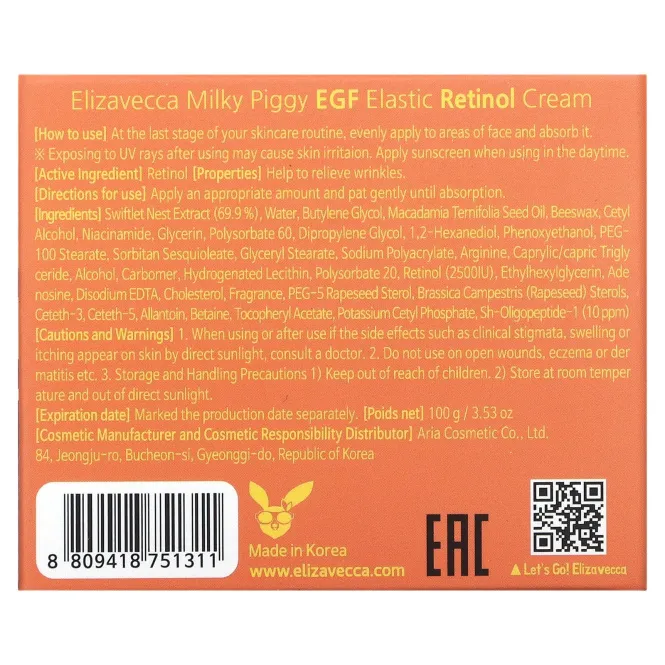 Elizavecca Milky Piggy EGF Elastic Retinol Cream
[How to use] At the last stage of your skincare routine, evenly apply to areas of face and absorb it.
※ Exposing to UV rays after using may cause skin irritaion. Apply sunscreen when using in the daytime.
[Active Ingredient] Retinol [Properties] Help to relieve wrinkles.
[Directions for use] Apply an appropriate amount and pat gently until absorption.
[Ingredients] Swiftlet Nest Extract (69.9 %), Water, Butylene Glycol, Macadamia Ternifolia Seed Oil, Beeswax, Cetyl
Alcohol, Niacinamide, Glycerin, Polysorbate 60, Dipropylene Glycol, 1,2-Hexanediol, Phenoxyethanol, PEG-
100 Stearate, Sorbitan Sesquioleate, Glyceryl Stearate, Sodium Polyacrylate, Arginine, Caprylic/capric Trigly
ceride, Alcohol, Carbomer, Hydrogenated Lecithin, Polysorbate 20, Retinol (2500IU), Ethylhexylglycerin, Ade
nosine, Disodium EDTA, Cholesterol, Fragrance, PEG-5 Rapeseed Sterol, Brassica Campestris (Rapeseed) Sterols,
Ceteth-3, Ceteth-5, Allantoin, Betaine, Tocopheryl Acetate, Potassium Cetyl Phosphate, Sh-Oligopeptide-1 (10 ppm)
[Cautions and Warnings] 1. When using or after use if the side effects such as clinical stigmata, swelling or
itching appear on skin by direct sunlight, consult a doctor. 2. Do not use on open wounds, eczema or der
matitis etc. 3. Storage and Handling Precautions 1) Keep out of reach of children. 2) Store at room temper
ature and out of direct sunlight.
[Expiration date] Marked the production date separately. [Poids net] 100 g / 3.53 oz
[Cosmetic Manufacturer and Cosmetic Responsibility Distributor] Aria Cosmetic Co., Ltd.
84, Jeongju-ro, Bucheon-si, Gyeonggi-do, Republic of Korea
8 809418 751311
Made in Korea
www.elizavecca.com
EAC
Let's Go! Elizavecca